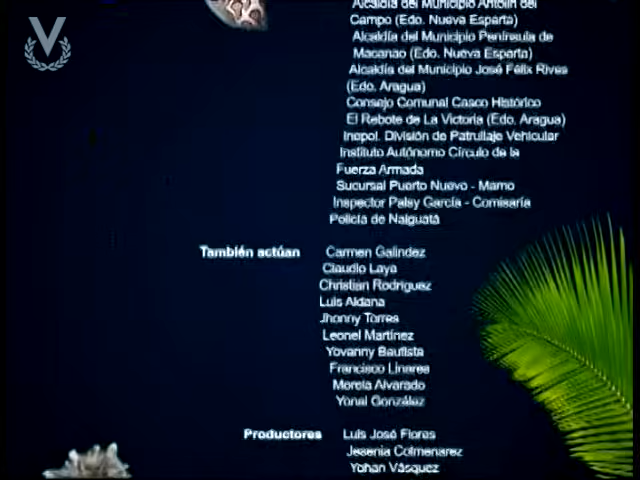 V
Alcaldía del Municipio Antolín del
Campo (Edo. Nueva Esparta)
Alcaldía del Municipio Península de
Macanao (Edo. Nueva Esparta)
Alcaldía del Municipio José Félix Rivas
(Edo. Aragua)
Consejo Comunal Casco Histórico
El Rebote de La Victoria (Edo. Aragua)
Inepol. División de Patrullaje Vehicular
Instituto Autónomo Círculo de la
Fuerza Armada
Sucursal Puerto Nuevo - Mamo
Inspector Palsy García - Comisaría
Policía de Naiguatá
También actúan Carmen Galíndez
Claudio Laya
Christian Rodríguez
Luis Aldana
Jhonny Torres
Leonel Martínez
Yovanny Bautista
Francisco Linares
Morela Alvarado
Yonal González
Productores Luis José Flores
Jesenia Colmenarez
Yohan Vásquez